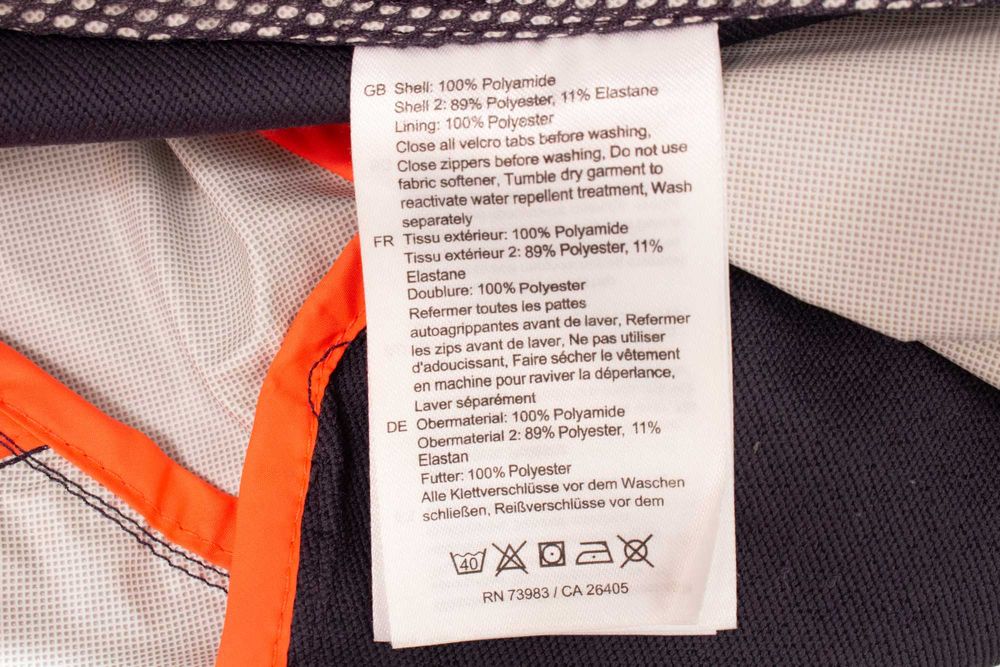 GB Shell: 100% Polyamide
Shell 2: 89% Polyester, 11% Elastane
Lining: 100% Polyester
Close all velcro tabs before washing,
Close zippers before washing, Do not use
fabric softener, Tumble dry garment to
reactivate water repellent treatment, Wash
separately
FR Tissu extérieur: 100% Polyamide
Tissu extérieur 2: 89% Polyester, 11%
Elastane
Doublure: 100% Polyester
Refermer toutes les pattes
autoagrippantes avant de laver, Refermer
les zips avant de laver, Ne pas utiliser
d'adoucissant, Faire sécher le vêtement
en machine pour raviver la déperlance,
Laver séparément
DE Obermaterial: 100% Polyamide
Obermaterial 2: 89% Polyester, 11%
Elastan
Futter: 100% Polyester
Alle Klettverschlüsse vor dem Waschen
schließen, Reißverschlüsse vor dem
40
RN 73983 / CA 26405